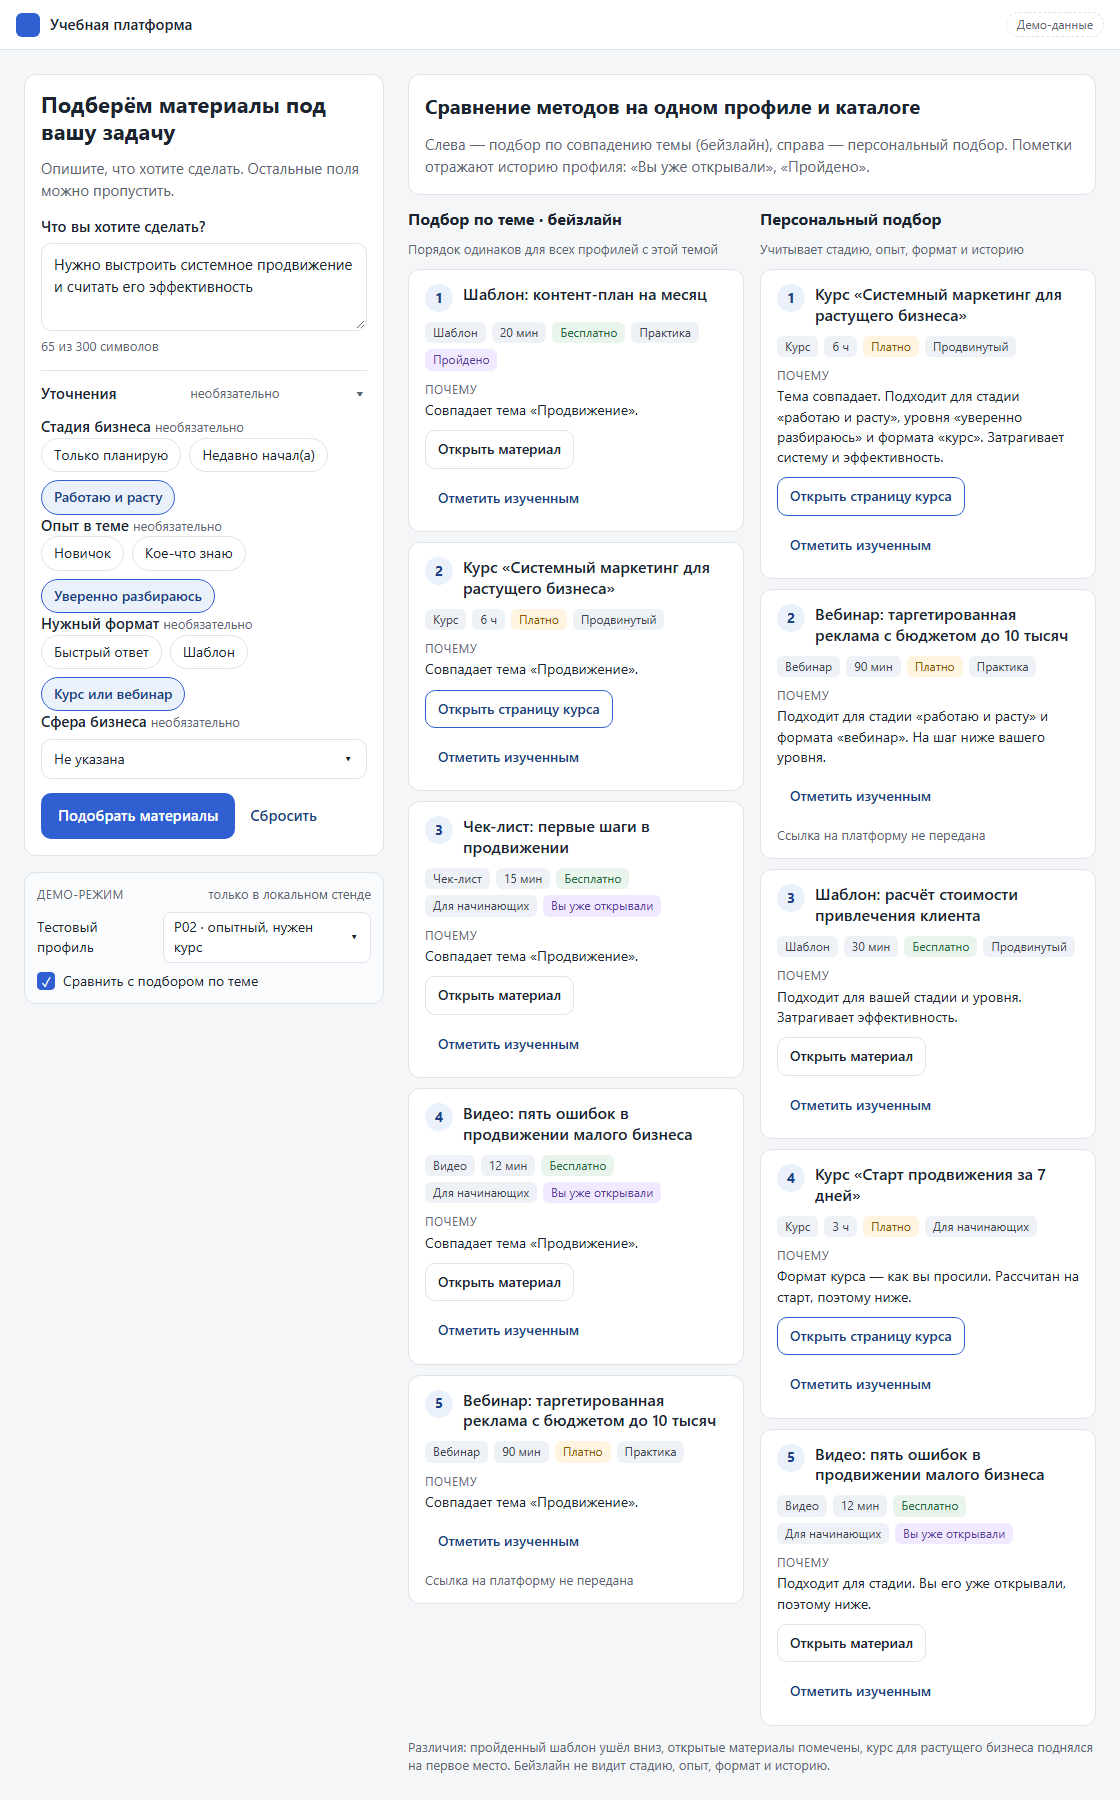 Учебная платформа
Демо-данные
Подберём материалы под
вашу задачу
Опишите, что хотите сделать. Остальные поля
можно пропустить.
Что вы хотите сделать?
Нужно выстроить системное продвижение
и считать его эффективность
65 из 300 символов
Уточнения необязательно
Стадия бизнеса необязательно
Только планирую Недавно начал(а)
Работаю и расту
Опыт в теме необязательно
Новичок Кое-что знаю
Уверенно разбираюсь
Нужный формат необязательно
Быстрый ответ Шаблон
Курс или вебинар
Сфера бизнеса необязательно
Не указана
Подобрать материалы Сбросить
ДЕМО-РЕЖИМ только в локальном стенде
Тестовый
профиль
P02 · опытный, нужен
курс
Сравнить с подбором по теме
Сравнение методов на одном профиле и каталоге
Слева — подбор по совпадению темы (бейзлайн), справа — персональный подбор. Пометки
отражают историю профиля: «Вы уже открывали», «Пройдено».
Подбор по теме · бейзлайн
Порядок одинаков для всех профилей с этой темой
1 Шаблон: контент-план на месяц
Шаблон 20 мин Бесплатно Практика
Пройдено
ПОЧЕМУ
Совпадает тема «Продвижение».
Открыть материал
Отметить изученным
2 Курс «Системный маркетинг для
растущего бизнеса»
Курс 6 ч Платно Продвинутый
ПОЧЕМУ
Совпадает тема «Продвижение».
Открыть страницу курса
Отметить изученным
3 Чек-лист: первые шаги в
продвижении
Чек-лист 15 мин Бесплатно
Для начинающих Вы уже открывали
ПОЧЕМУ
Совпадает тема «Продвижение».
Открыть материал
Отметить изученным
4 Видео: пять ошибок в
продвижении малого бизнеса
Видео 12 мин Бесплатно
Для начинающих Вы уже открывали
ПОЧЕМУ
Совпадает тема «Продвижение».
Открыть материал
Отметить изученным
5 Вебинар: таргетированная
реклама с бюджетом до 10 тысяч
Вебинар 90 мин Платно Практика
ПОЧЕМУ
Совпадает тема «Продвижение».
Отметить изученным
Ссылка на платформу не передана
Персональный подбор
Учитывает стадию, опыт, формат и историю
1 Курс «Системный маркетинг для
растущего бизнеса»
Курс 6 ч Платно Продвинутый
ПОЧЕМУ
Тема совпадает. Подходит для стадии
«работаю и расту», уровня «уверенно
разбираюсь» и формата «курс». Затрагивает
систему и эффективность.
Открыть страницу курса
Отметить изученным
2 Вебинар: таргетированная
реклама с бюджетом до 10 тысяч
Вебинар 90 мин Платно Практика
ПОЧЕМУ
Подходит для стадии «работаю и расту» и
формата «вебинар». На шаг ниже вашего
уровня.
Отметить изученным
Ссылка на платформу не передана
3 Шаблон: расчёт стоимости
привлечения клиента
Шаблон 30 мин Бесплатно Продвинутый
ПОЧЕМУ
Подходит для вашей стадии и уровня.
Затрагивает эффективность.
Открыть материал
Отметить изученным
4 Курс «Старт продвижения за 7
дней»
Курс 3 ч Платно Для начинающих
ПОЧЕМУ
Формат курса — как вы просили. Рассчитан на
старт, поэтому ниже.
Открыть страницу курса
Отметить изученным
5 Видео: пять ошибок в
продвижении малого бизнеса
Видео 12 мин Бесплатно
Для начинающих Вы уже открывали
ПОЧЕМУ
Подходит для стадии. Вы его уже открывали,
поэтому ниже.
Открыть материал
Отметить изученным
Различия: пройденный шаблон ушёл вниз, открытые материалы помечены, курс для растущего бизнеса поднялся
на первое место. Бейзлайн не видит стадию, опыт, формат и историю.